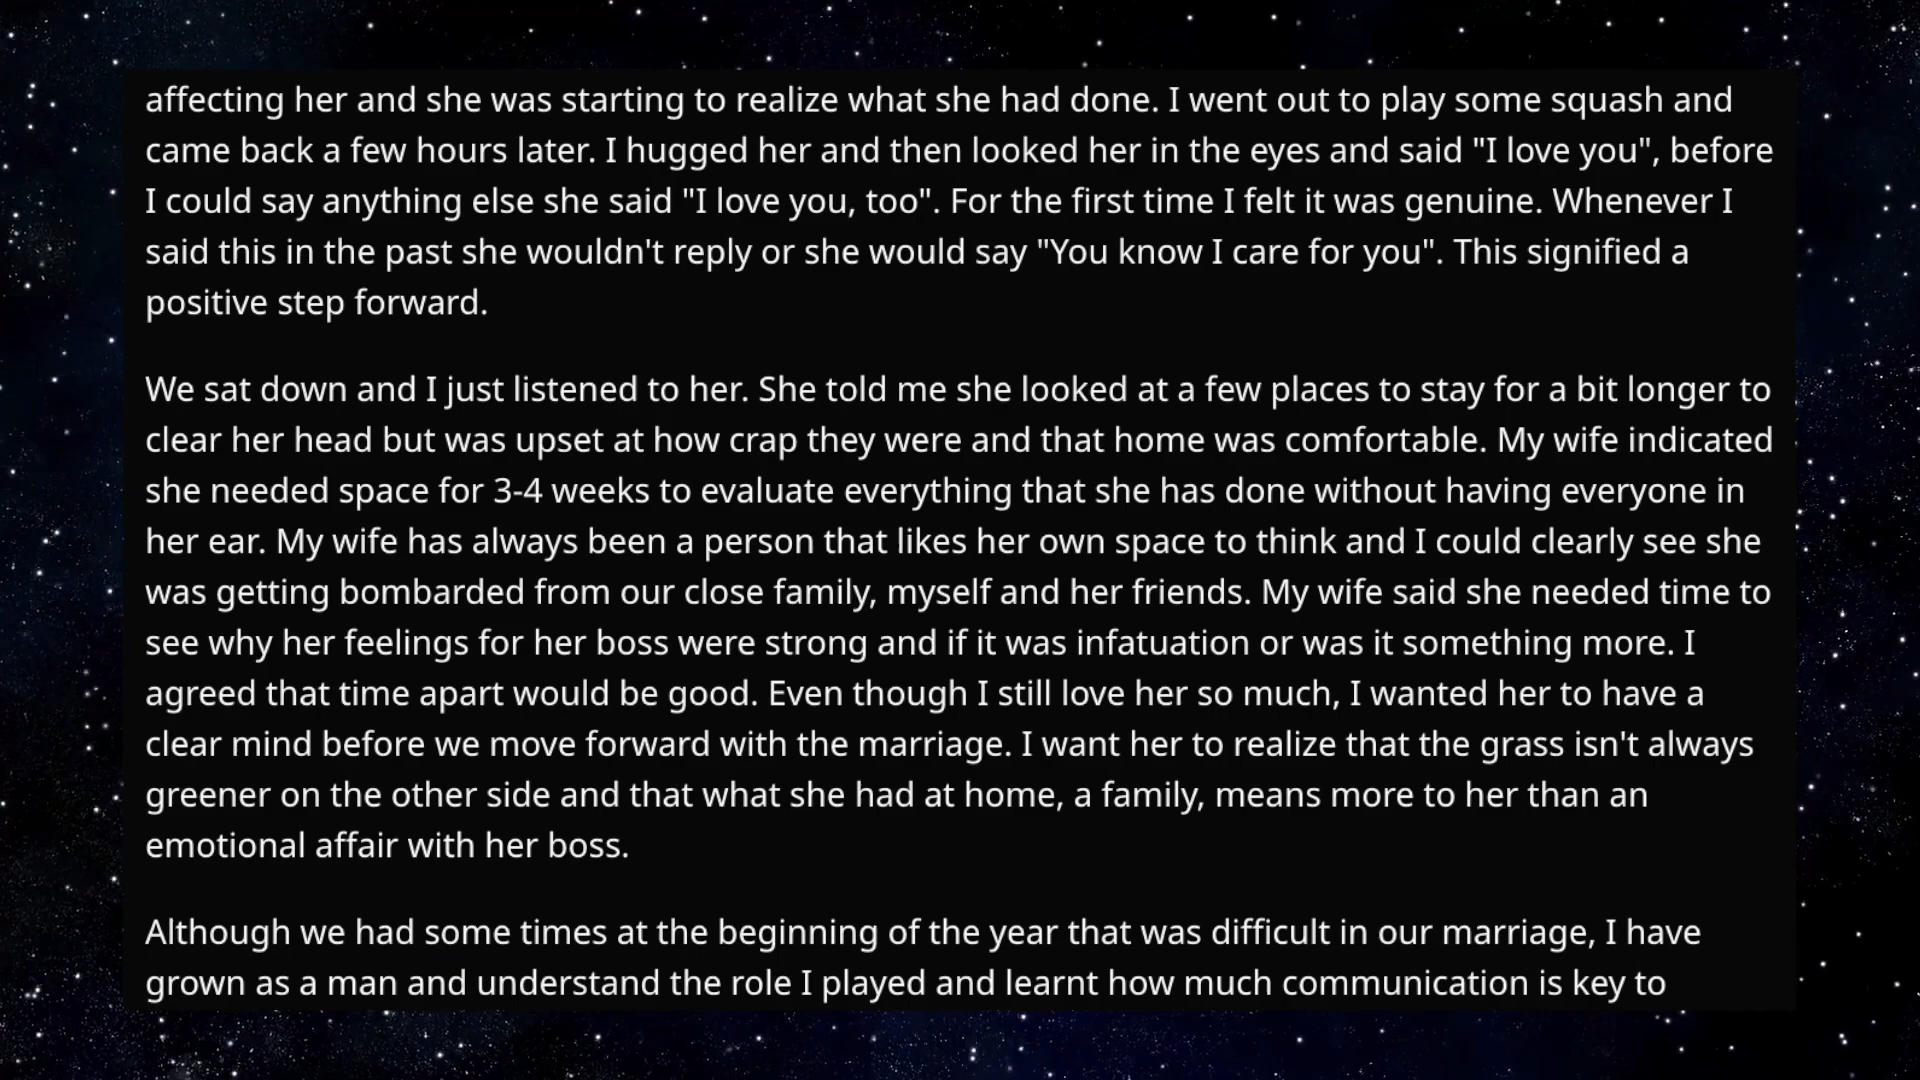 affecting her and she was starting to realize what she had done. I went out to play some squash and
came back a few hours later. I hugged her and then looked her in the eyes and said "I love you", before
I could say anything else she said "I love you, too". For the first time I felt it was genuine. Whenever I
said this in the past she wouldn't reply or she would say "You know I care for you". This signified a
positive step forward.
We sat down and I just listened to her. She told me she looked at a few places to stay for a bit longer to
clear her head but was upset at how crap they were and that home was comfortable. My wife indicated
she needed space for 3-4 weeks to evaluate everything that she has done without having everyone in
her ear. My wife has always been a person that likes her own space to think and I could clearly see she
was getting bombarded from our close family, myself and her friends. My wife said she needed time to
see why her feelings for her boss were strong and if it was infatuation or was it something more. I
agreed that time apart would be good. Even though I still love her so much, I wanted her to have a
clear mind before we move forward with the marriage. I want her to realize that the grass isn't always
greener on the other side and that what she had at home, a family, means more to her than an
emotional affair with her boss.
Although we had some times at the beginning of the year that was difficult in our marriage, I have
grown as a man and understand the role I played and learnt how much communication is key to